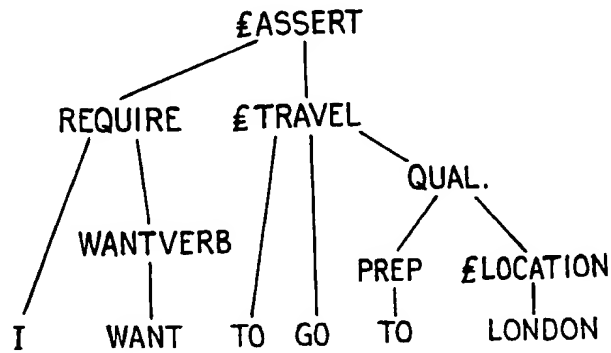 £ASSERT
REQUIRE £TRAVEL
QUAL.
WANTVERB
PREP £LOCATION
I WANT TO GO TO LONDON